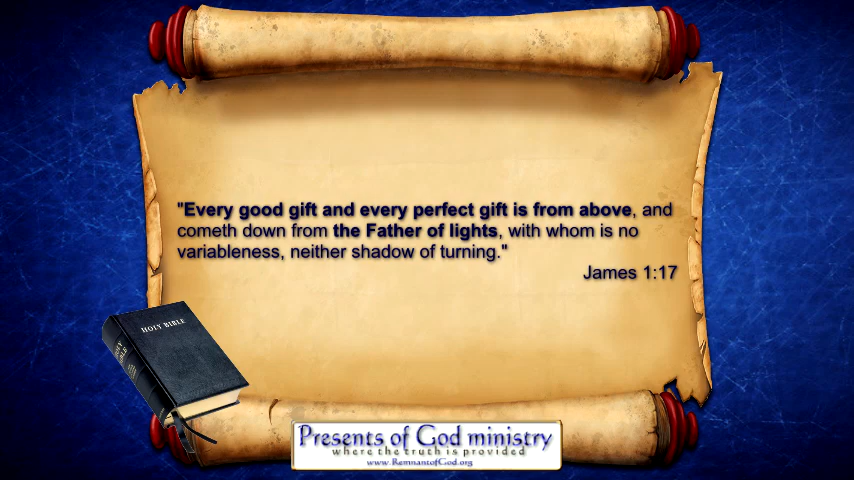 "Every good gift and every perfect gift is from above, and
cometh down from the Father of lights, with whom is no
variableness, neither shadow of turning."
James 1:17
HOLY BIBLE
HOLY BIBLE
Presents of God ministry
where the truth is provided
www.RemnantofGod.org